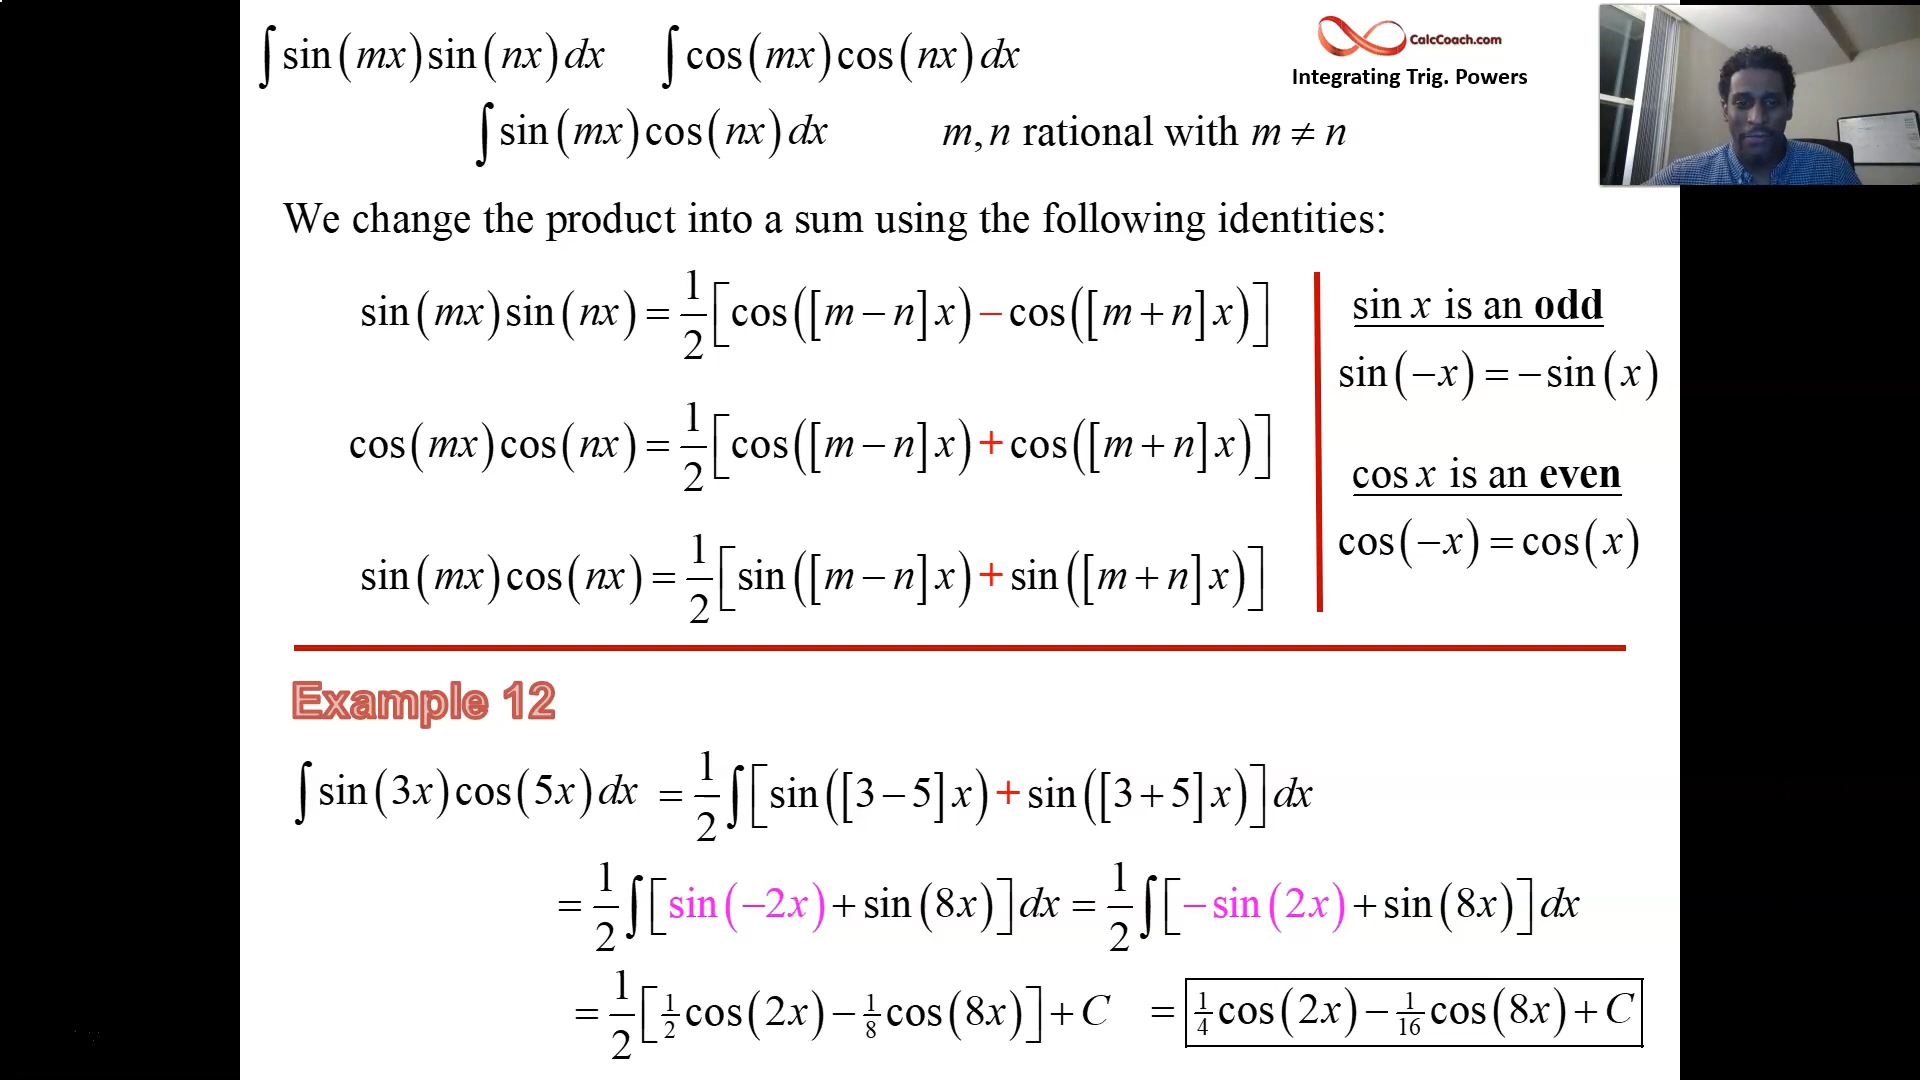 ∫ sin(mx) sin(nx) dx ∫ cos(mx) cos(nx) dx
CalcCoach.com
Integrating Trig. Powers
∫ sin(mx) cos(nx) dx m, n rational with m ≠ n
We change the product into a sum using the following identities:
sin(mx) sin(nx) = 1/2 [cos([m − n] x) − cos([m + n] x)]
cos(mx) cos(nx) = 1/2 [cos([m − n] x) + cos([m + n] x)]
sin(mx) cos(nx) = 1/2 [sin([m − n] x) + sin([m + n] x)]
sin x is an odd
sin(−x) = −sin(x)
cos x is an even
cos(−x) = cos(x)
Example 12
∫ sin(3x) cos(5x) dx = 1/2 ∫ [sin([3 − 5] x) + sin([3 + 5] x)] dx
= 1/2 ∫ [sin(−2x) + sin(8x)] dx = 1/2 ∫ [−sin(2x) + sin(8x)] dx
= 1/2 [1/2 cos(2x) − 1/8 cos(8x)] + C = 1/4 cos(2x) − 1/16 cos(8x) + C